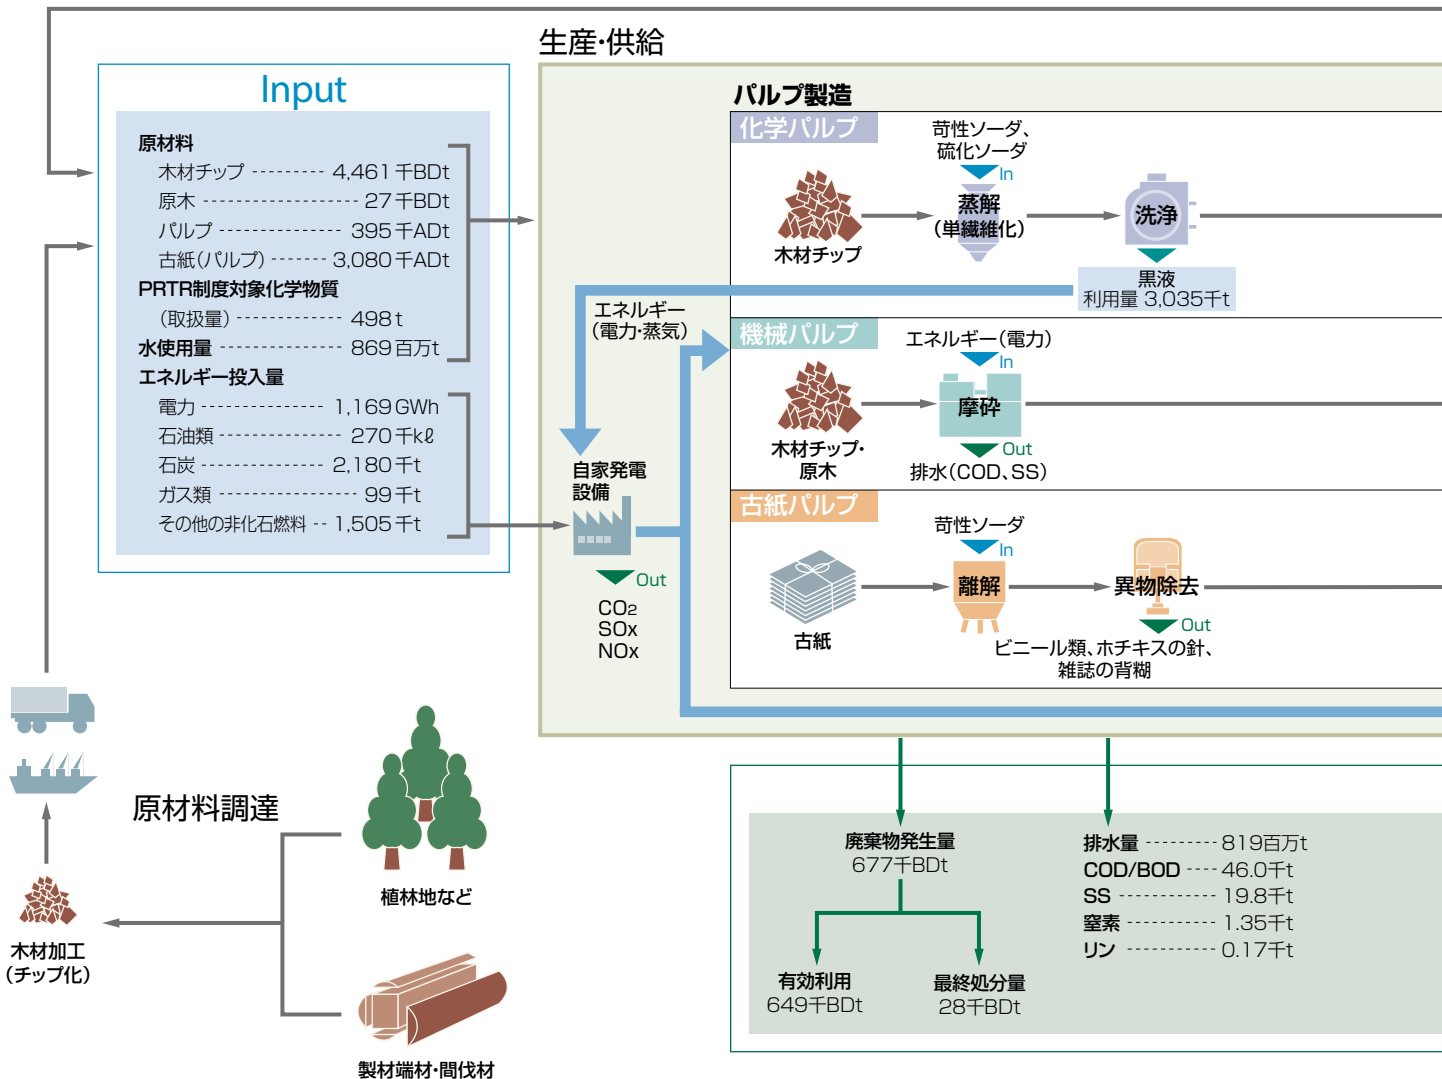 生産・供給
Input
原材料
木材チップ 4,461千BDt
原木 27千BDt
パルプ 395千ADt
古紙(パルプ) 3,080千ADt
PRTR制度対象化学物質
(取扱量) 498t
水使用量 869百万t
エネルギー投入量
電力 1,169GWh
石油類 270千kℓ
石炭 2,180千t
ガス類 99千t
その他の非化石燃料 1,505千t
パルプ製造
化学パルプ
苛性ソーダ、
硫化ソーダ
In
木材チップ
蒸解
(単繊維化)
洗浄
黒液
利用量 3,035千t
エネルギー
(電力・蒸気)
機械パルプ
エネルギー(電力)
In
木材チップ・
原木
摩砕
Out
排水(COD、SS)
古紙パルプ
苛性ソーダ
In
古紙
離解
異物除去
Out
ビニール類、ホチキスの針、
雑誌の背糊
自家発電
設備
Out
CO2
SOx
NOx
原材料調達
植林地など
製材端材・間伐材
木材加工
(チップ化)
廃棄物発生量
677千BDt
有効利用
649千BDt
最終処分量
28千BDt
排水量 819百万t
COD/BOD 46.0千t
SS 19.8千t
窒素 1.35千t
リン 0.17千t